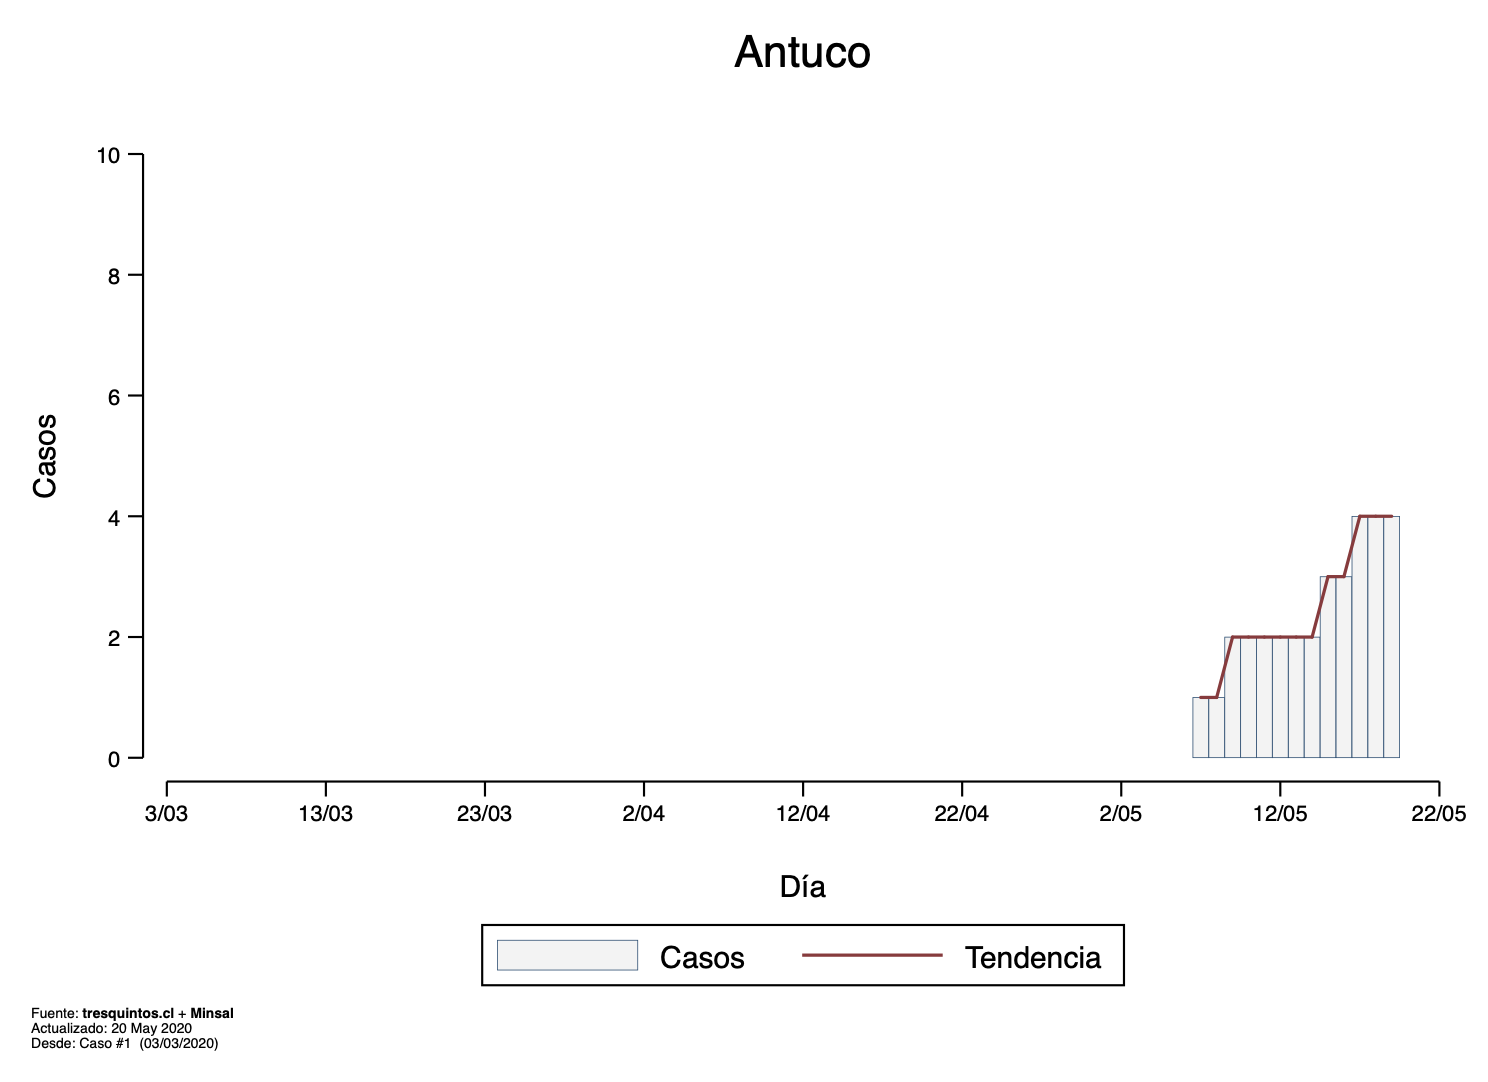 Antuco
10
8
6
4
2
0
Casos
3/03 13/03 23/03 2/04 12/04 22/04 2/05 12/05 22/05
Día
Casos Tendencia
Fuente: tresquintos.cl + Minsal
Actualizado: 20 May 2020
Desde: Caso #1 (03/03/2020)